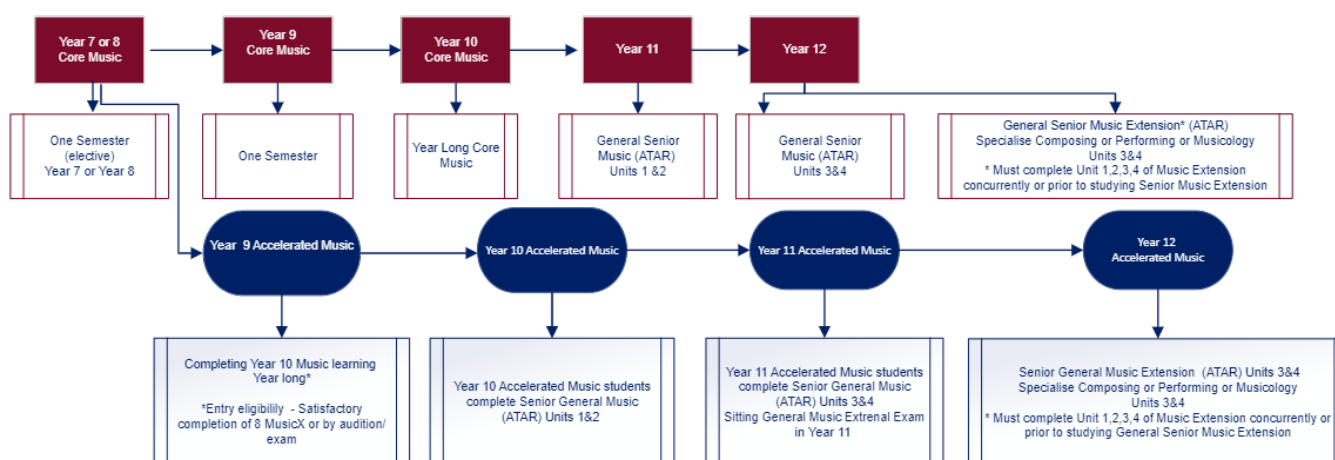 Year 7 or 8
Core Music
Year 9
Core Music
Year 10
Core Music
Year 11
Year 12
One Semester
(elective)
Year 7 or Year 8
One Semester
Year Long Core
Music
General Senior
Music (ATAR)
Units 1 &2
General Senior
Music (ATAR)
Units 3&4
General Senior Music Extension* (ATAR)
Specialise Composing or Performing or Musicology
Units 3&4
* Must complete Unit 1,2,3,4 of Music Extension
concurrently or prior to studying Senior Music Extension
Year 9 Accelerated Music
Year 10 Accelerated Music
Year 11 Accelerated Music
Year 12
Accelerated Music
Completing Year 10 Music learning
Year long*
*Entry eligibilily - Satisfactory
completion of 8 MusicX or by audition/
exam
Year 10 Accelerated Music students
complete Senior General Music
(ATAR) Units 1&2
Year 11 Accelerated Music students
complete Senior General Music
(ATAR) Units 3&4
Sitting General Music Extrenal Exam
in Year 11
Senior General Music Extension (ATAR) Units 3&4
Specialise Composing or Performing or Musicology
Units 3&4
* Must complete Unit 1,2,3,4 of Music Extension concurrently or
prior to studying General Senior Music Extension